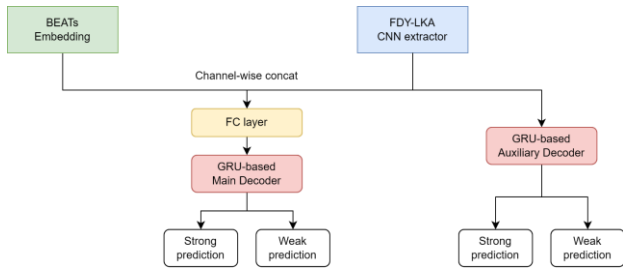 BEATs
Embedding
FDY-LKA
CNN extractor
Channel-wise concat
FC layer
GRU-based
Main Decoder
GRU-based
Auxiliary Decoder
Strong
prediction
Weak
prediction
Strong
prediction
Weak
prediction